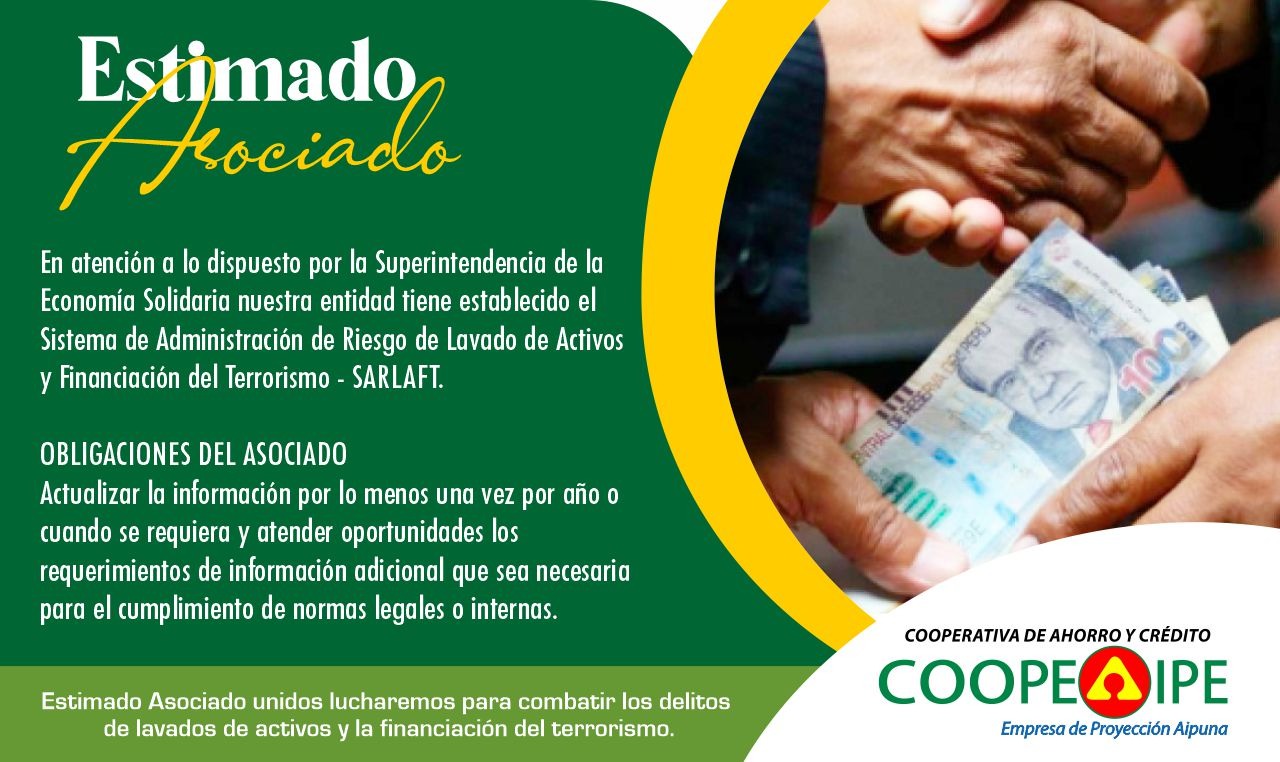 Estimado
Asociado
En atención a lo dispuesto por la Superintendencia de la
Economía Solidaria nuestra entidad tiene establecido el
Sistema de Administración de Riesgo de Lavado de Activos
y Financiación del Terrorismo - SARLAFT.
OBLIGACIONES DEL ASOCIADO
Actualizar la información por lo menos una vez por año o
cuando se requiera y atender oportunidades los
requerimientos de información adicional que sea necesaria
para el cumplimiento de normas legales o internas.
Estimado Asociado unidos lucharemos para combatir los delitos
de lavados de activos y la financiación del terrorismo.
100
COOPERATIVA DE AHORRO Y CRÉDITO
COOPEAIPE
Empresa de Proyección Aipuna